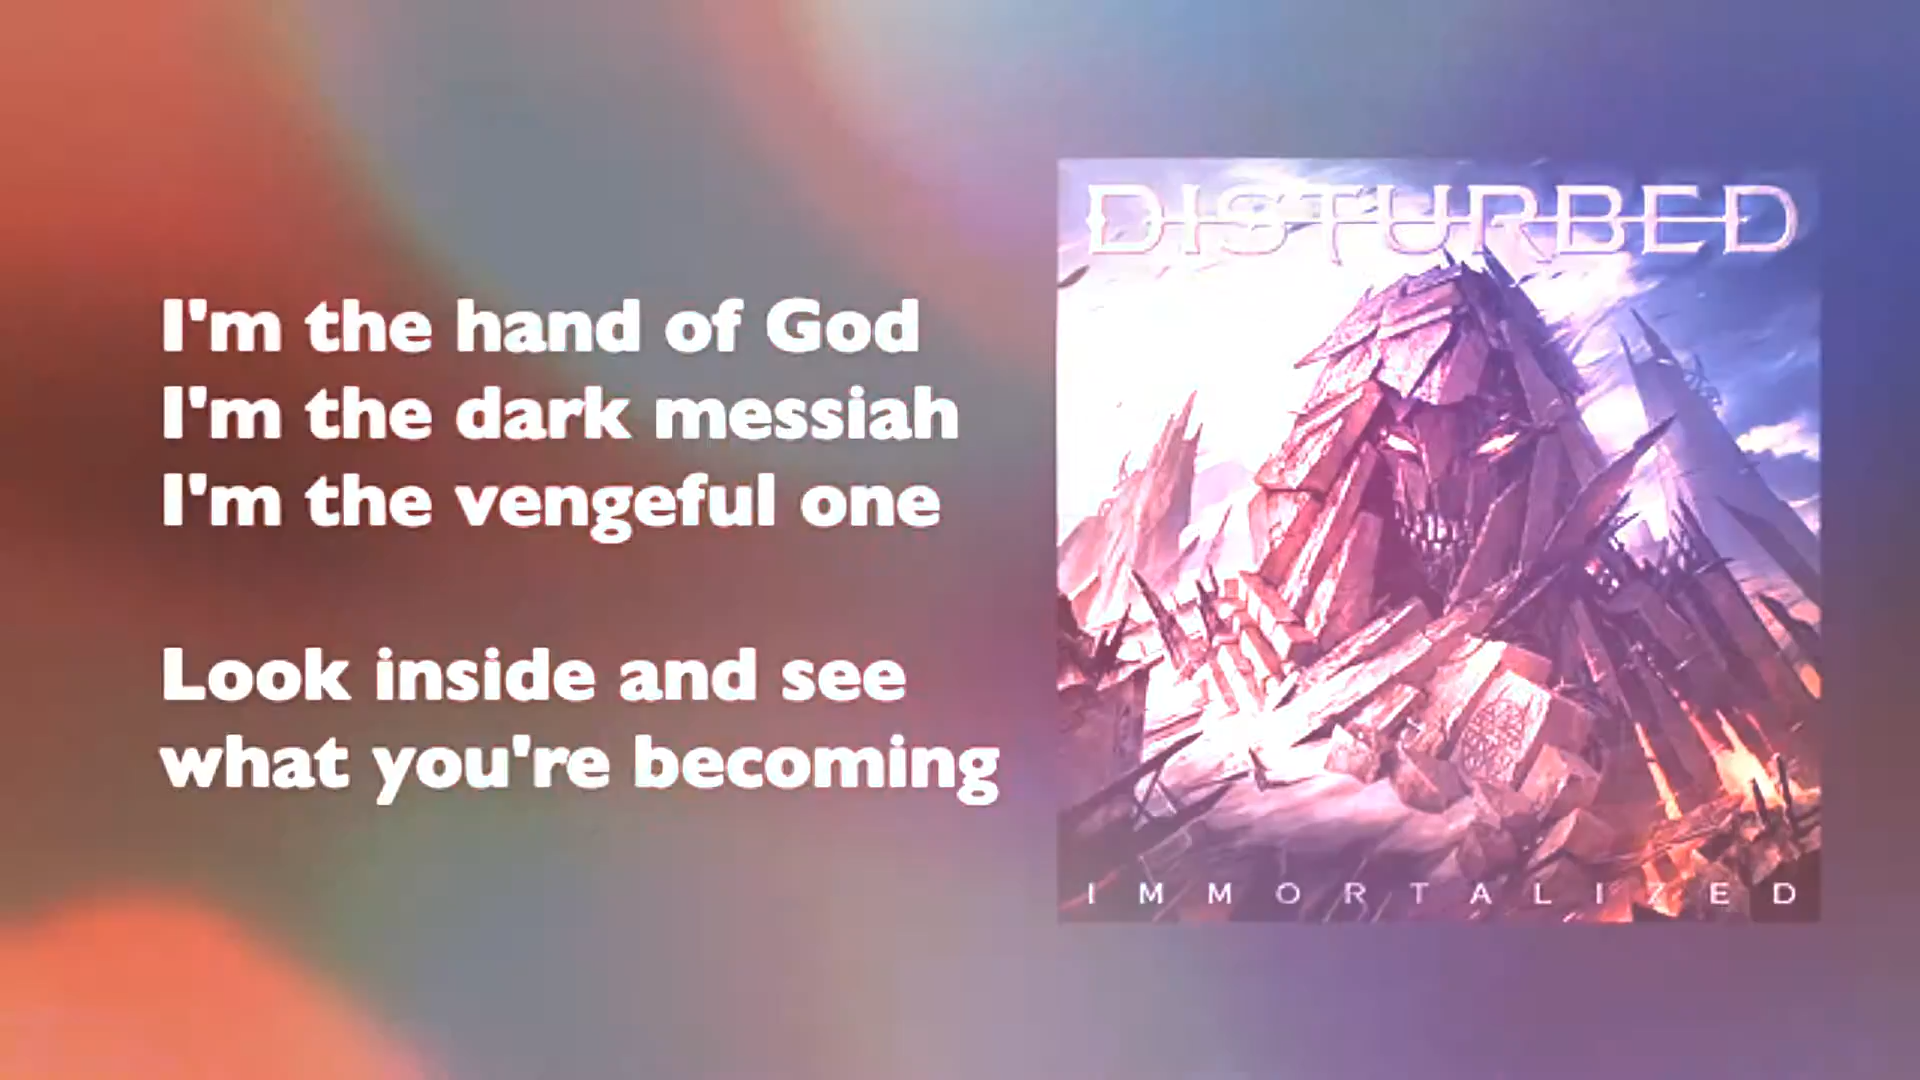 I'm the hand of God
I'm the dark messiah
I'm the vengeful one
Look inside and see
what you're becoming
DISTURBED
IMMORTALIZED